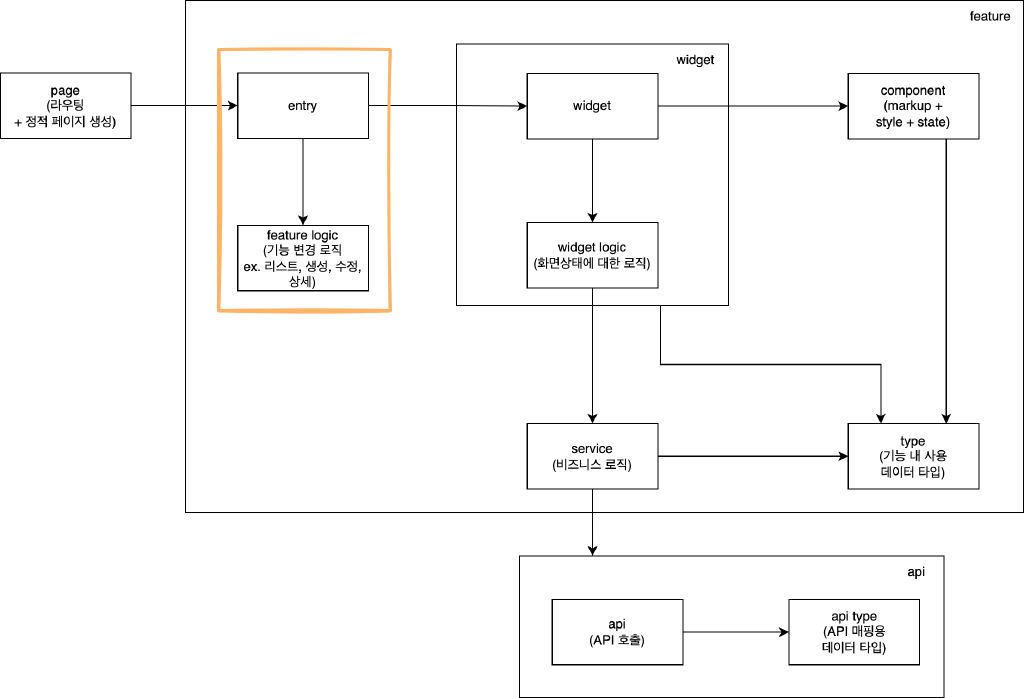 feature
widget
page
(라우팅
+ 정적 페이지 생성)
entry
widget
component
(markup +
style + state)
feature logic
(기능 변경 로직
ex. 리스트, 생성, 수정,
상세)
widget logic
(화면상태에 대한 로직)
service
(비즈니스 로직)
type
(기능 내 사용
데이터 타입)
api
api
(API 호출)
api type
(API 매핑용
데이터 타입)